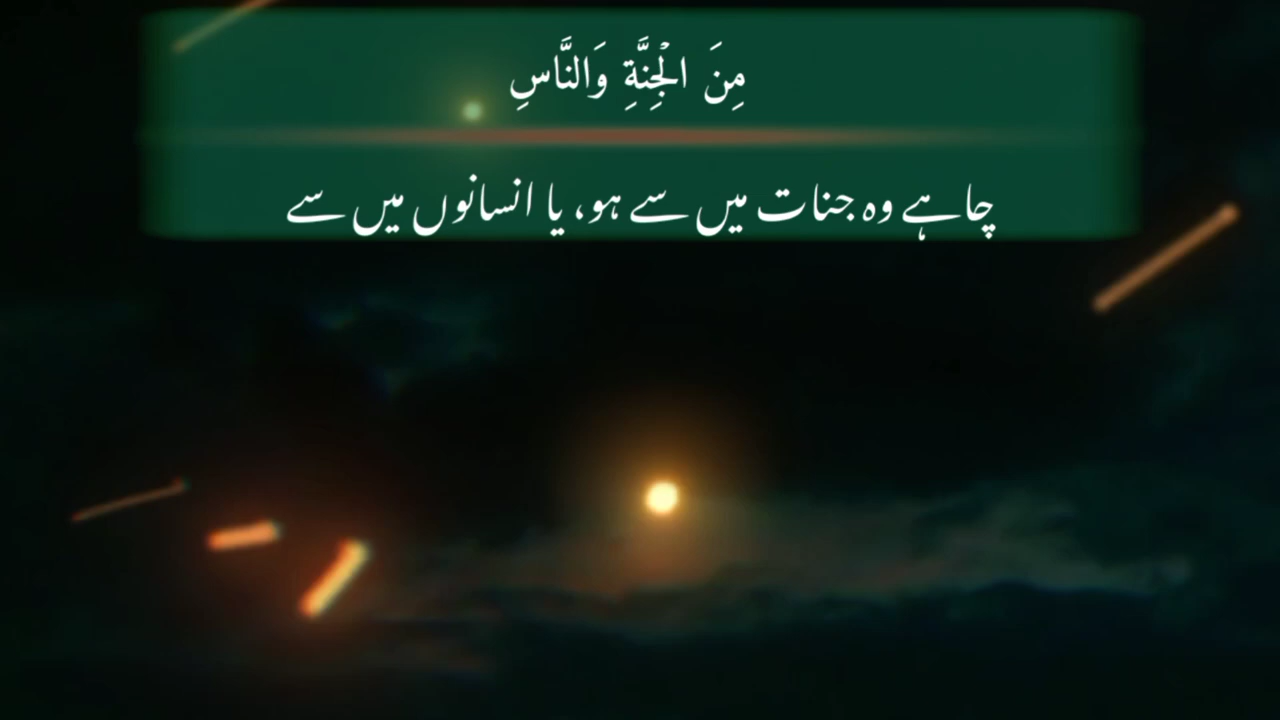 مِنَ الْجِنَّةِ وَالنَّاسِ
چاہے وہ جنات میں سے ہو، یا انسانوں میں سے